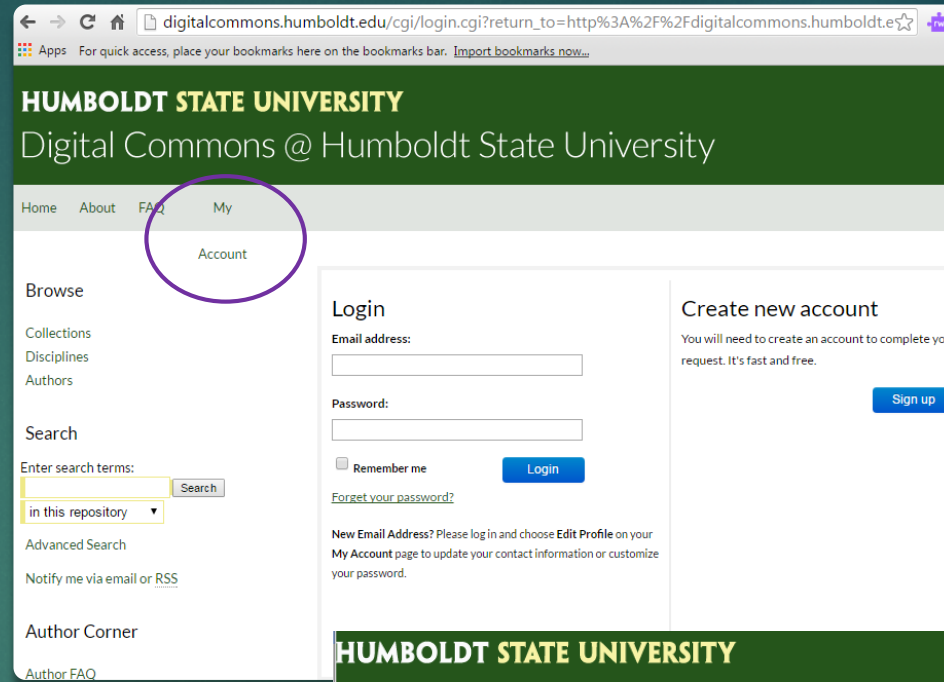 digitalcommons.humboldt.edu/cgi/login.cgi?return_to=http%3A%2F%2Fdigitalcommons.humboldt.e
Apps For quick access, place your bookmarks here on the bookmarks bar. Import bookmarks now...
HUMBOLDT STATE UNIVERSITY
Digital Commons @ Humboldt State University
Home About FAQ My
Account
Browse
Collections
Disciplines
Authors
Search
Enter search terms:
Search
in this repository
Advanced Search
Notify me via email or RSS
Author Corner
Author FAQ
Login
Email address:
Password:
Remember me Login
Forget your password?
New Email Address? Please log in and choose Edit Profile on your
My Account page to update your contact information or customize
your password.
Create new account
You will need to create an account to complete yo
request. It's fast and free.
Sign up
HUMBOLDT STATE UNIVERSITY